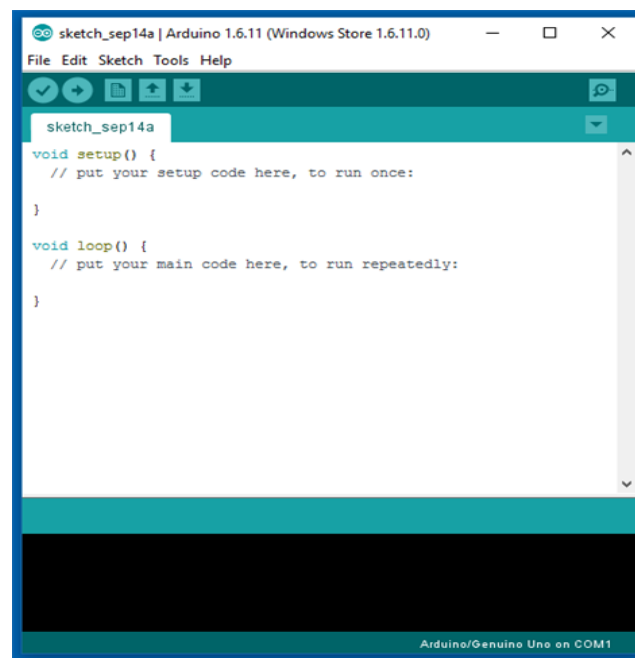 sketch_sep14a | Arduino 1.6.11 (Windows Store 1.6.11.0)
File Edit Sketch Tools Help
sketch_sep14a
void setup() {
  // put your setup code here, to run once:
}
void loop() {
  // put your main code here, to run repeatedly:
}
Arduino/Genuino Uno on COM1